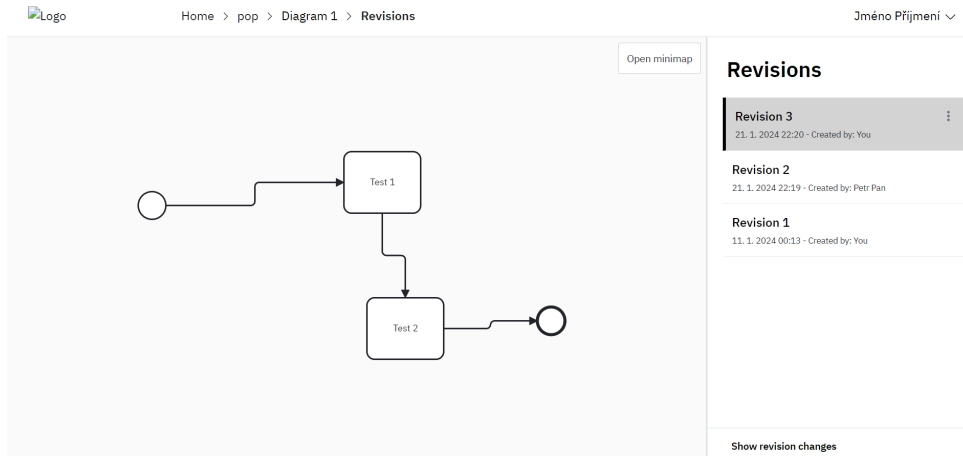 Logo
Home > pop > Diagram 1 > Revisions
Jméno Příjmení
Open minimap
Test 1
Test 2
Revisions
Revision 3
21. 1. 2024 22:20 - Created by: You
Revision 2
21. 1. 2024 22:19 - Created by: Petr Pan
Revision 1
11. 1. 2024 00:13 - Created by: You
Show revision changes